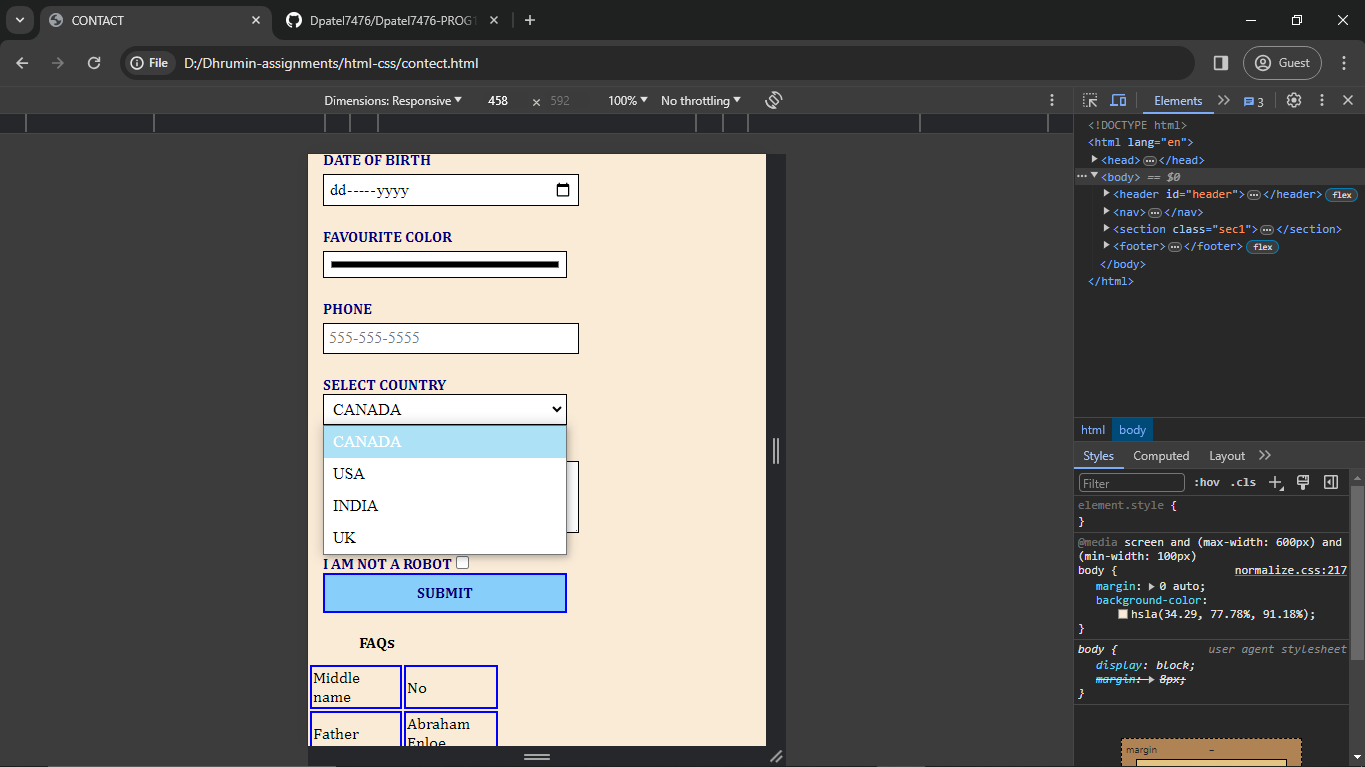 CONTACT
Dpatel7476/Dpatel7476-PROG1
File
D:/Dhrumin-assignments/html-css/contect.html
Guest
Dimensions: Responsive
458
×
592
100%
No throttling
Elements
3
DATE OF BIRTH
dd-----yyyy
FAVOURITE COLOR
PHONE
555-555-5555
SELECT COUNTRY
CANADA
CANADA
USA
INDIA
UK
I AM NOT A ROBOT
SUBMIT
FAQs
Middle name
No
Father
Abraham Enloe
<!DOCTYPE html>
<html lang="en">
<head>…</head>
<body> == $0
<header id="header">…</header> flex
<nav>…</nav>
<section class="sec1">…</section>
<footer>…</footer> flex
</body>
</html>
html body
Styles Computed Layout
Filter
:hov .cls
element.style {
}
@media screen and (max-width: 600px) and
(min-width: 100px)
body {
normalize.css:217
margin: 0 auto;
background-color:
hsla(34.29, 77.78%, 91.18%);
}
body {
user agent stylesheet
display: block;
margin: 8px;
}
margin
–